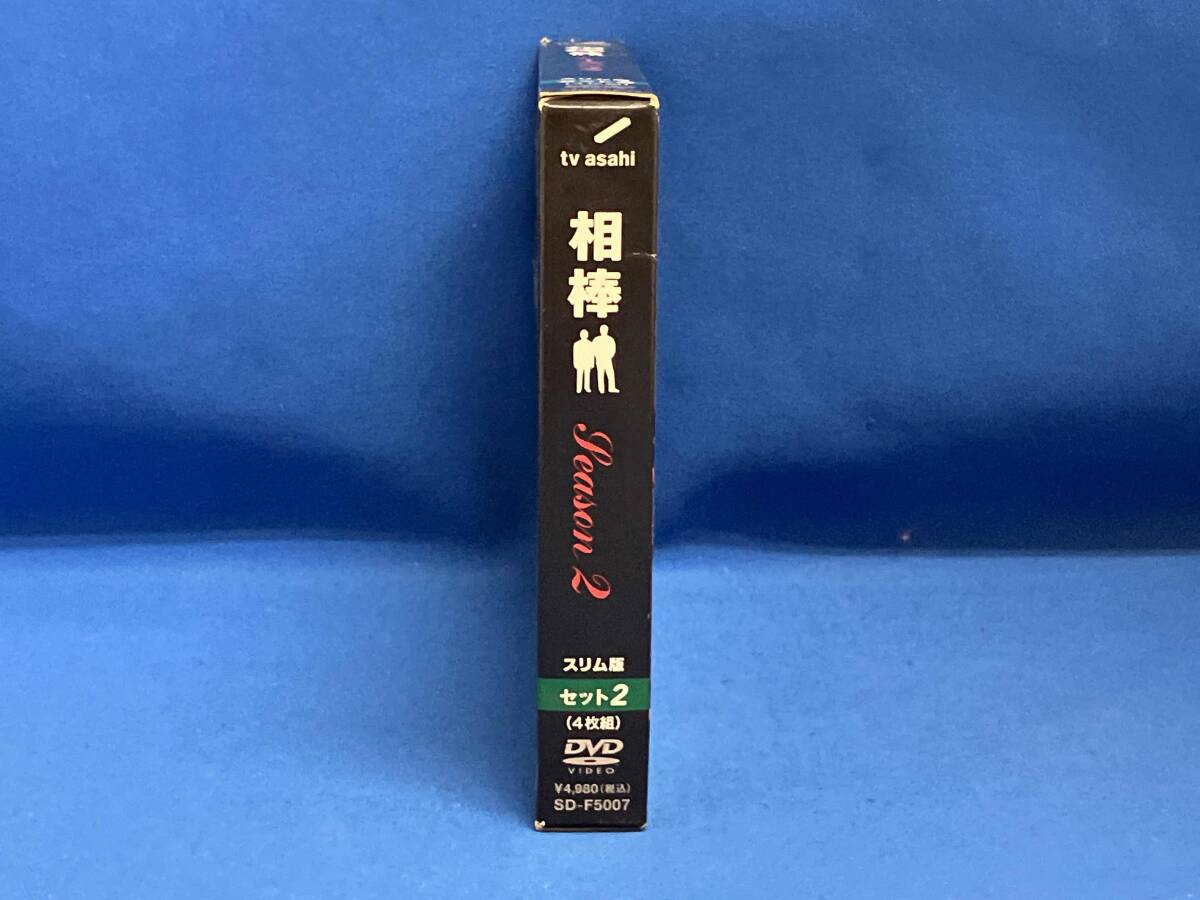 tv asahi
相棒
Season 2
スリム版
セット2
(4枚組)
DVD
VIDEO
¥4,980(税込)
SD-F5007